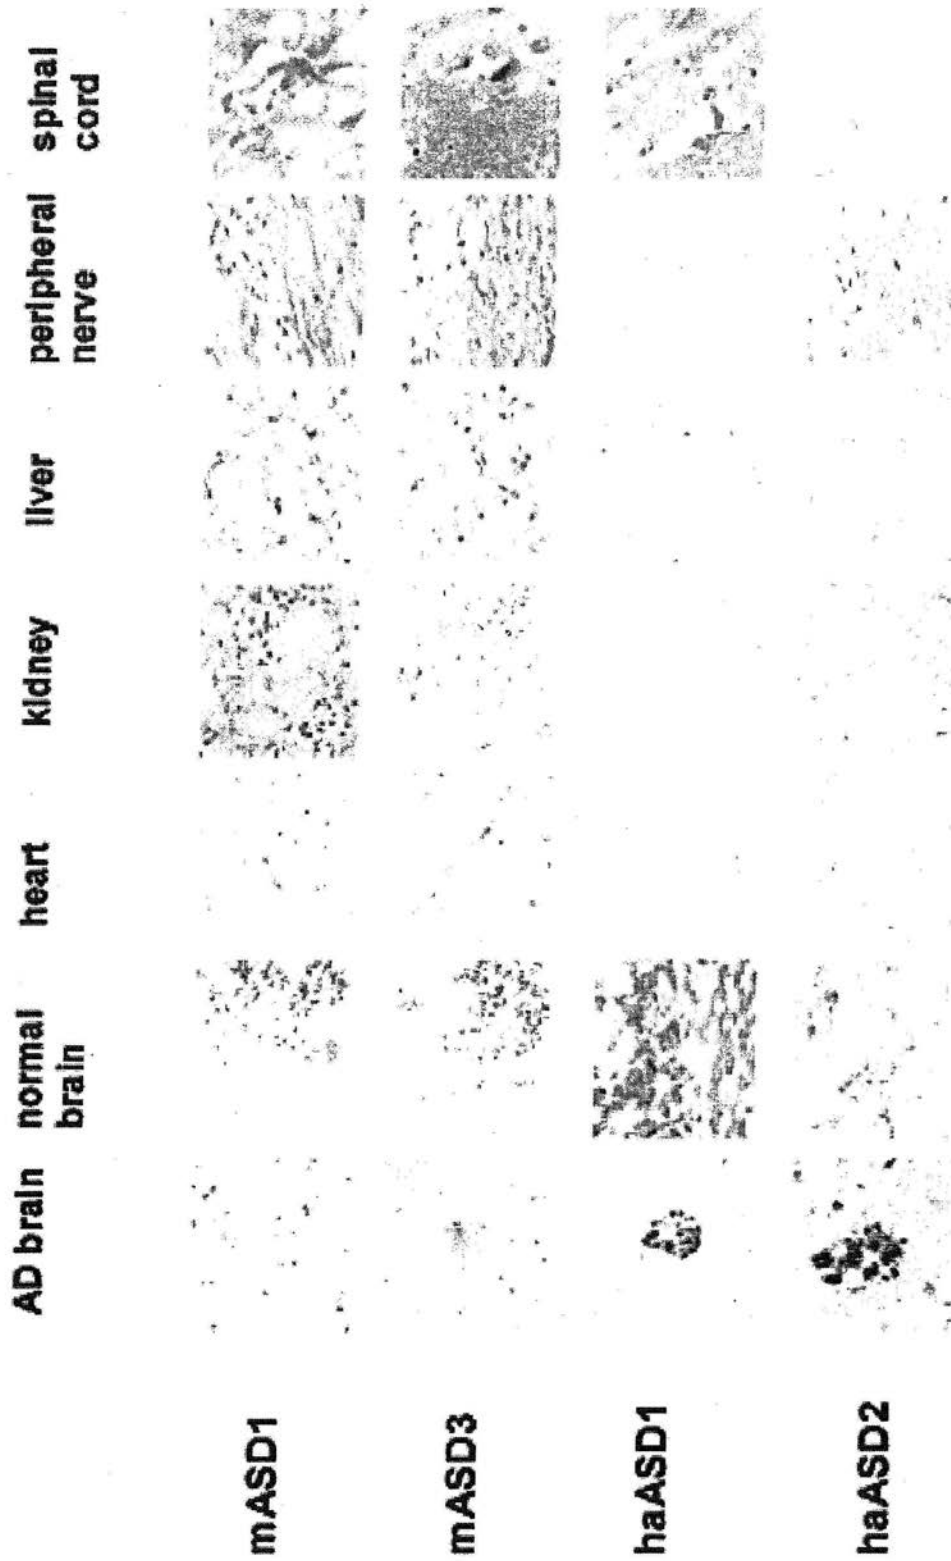 AD brain
normal
brain
heart
kidney
liver
peripheral
nerve
spinal
cord
mASD1
mASD3
haASD1
haASD2